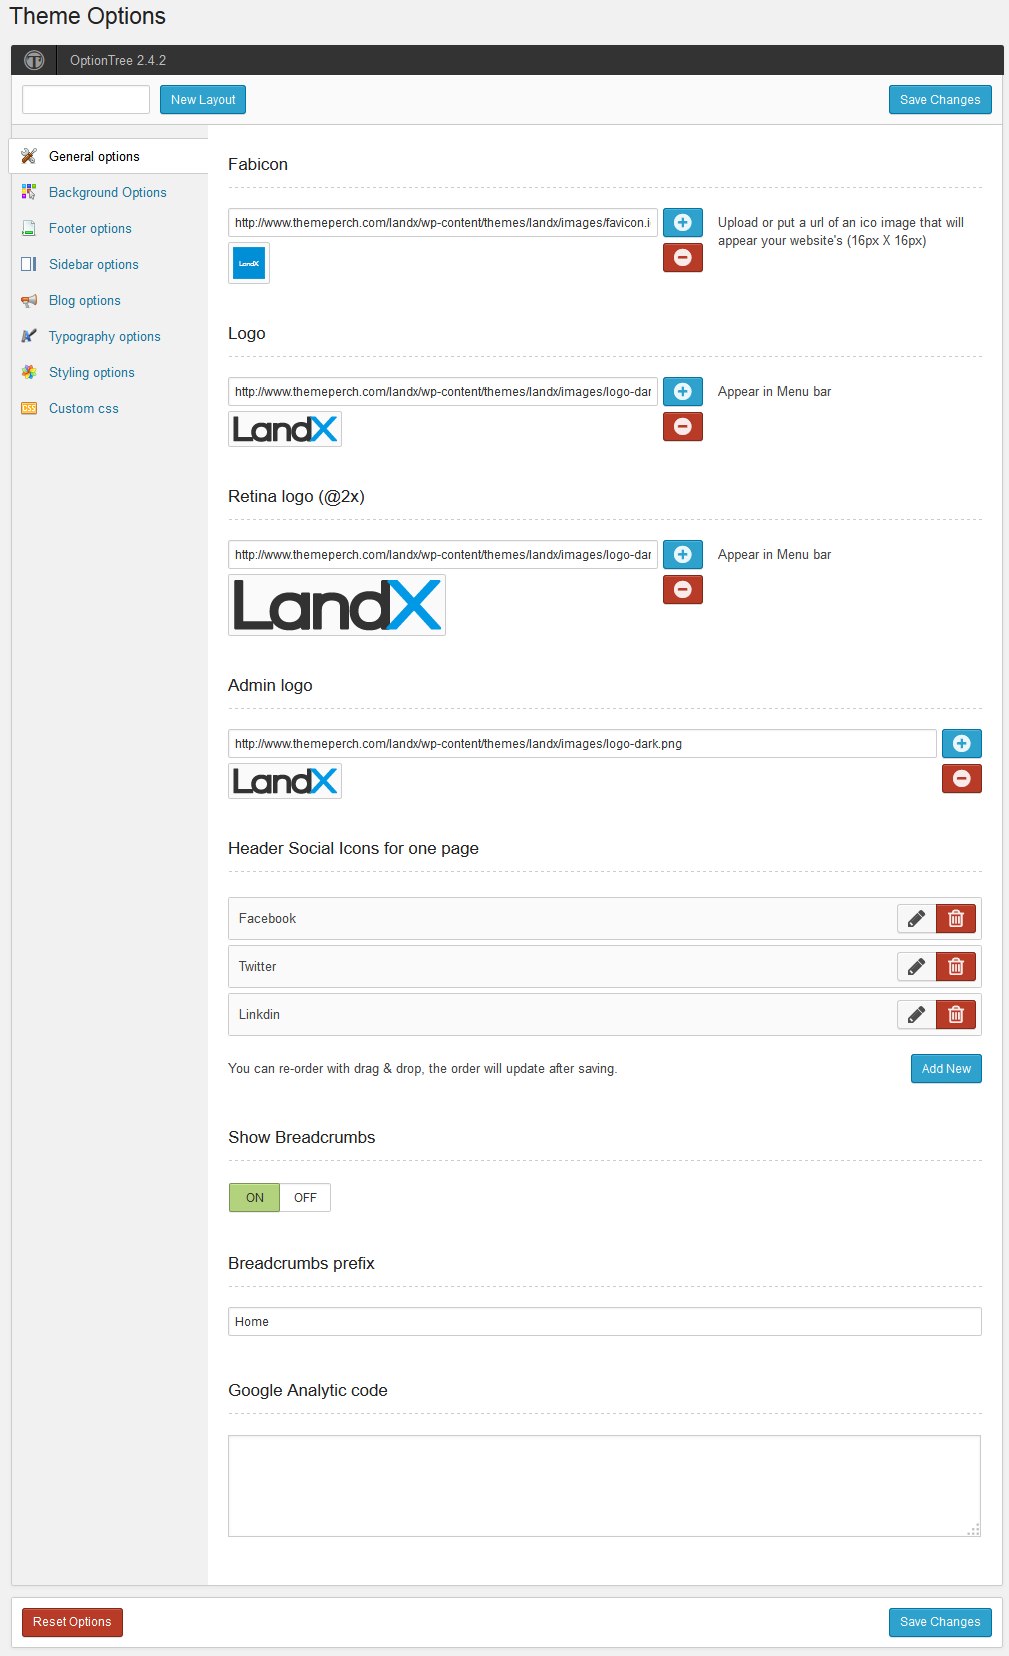 Theme Options
OptionTree 2.4.2
New Layout
Save Changes
General options
Background Options
Footer options
Sidebar options
Blog options
Typography options
Styling options
CSS
Custom css
Fabicon
http://www.themeperch.com/landx/wp-content/themes/landx/images/favicon.i
Upload or put a url of an ico image that will
appear your website's (16px X 16px)
LandX
Logo
http://www.themeperch.com/landx/wp-content/themes/landx/images/logo-dar
Appear in Menu bar
LandX
Retina logo (@2x)
http://www.themeperch.com/landx/wp-content/themes/landx/images/logo-dar
Appear in Menu bar
LandX
Admin logo
http://www.themeperch.com/landx/wp-content/themes/landx/images/logo-dark.png
LandX
Header Social Icons for one page
Facebook
Twitter
Linkdin
You can re-order with drag & drop, the order will update after saving.
Add New
Show Breadcrumbs
ON OFF
Breadcrumbs prefix
Home
Google Analytic code
Reset Options
Save Changes